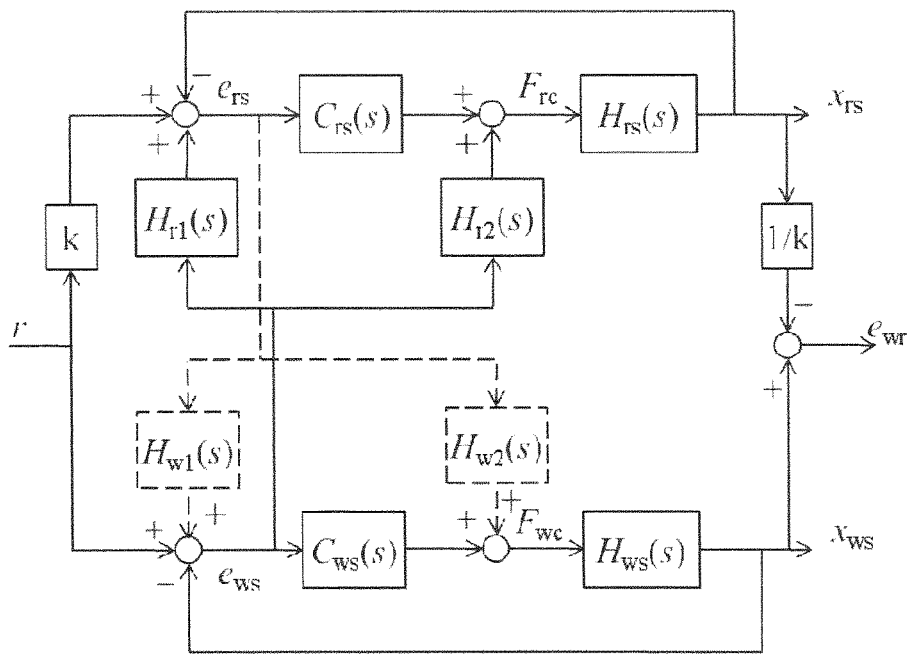 − e_rs F_rc x_rs
+ C_rs(s) + H_rs(s)
+ +
k H_r1(s) H_r2(s) 1/k
r − e_wr
+
H_w1(s) H_w2(s)
+ + +
+ C_ws(s) + F_wc H_ws(s) x_ws
− e_ws